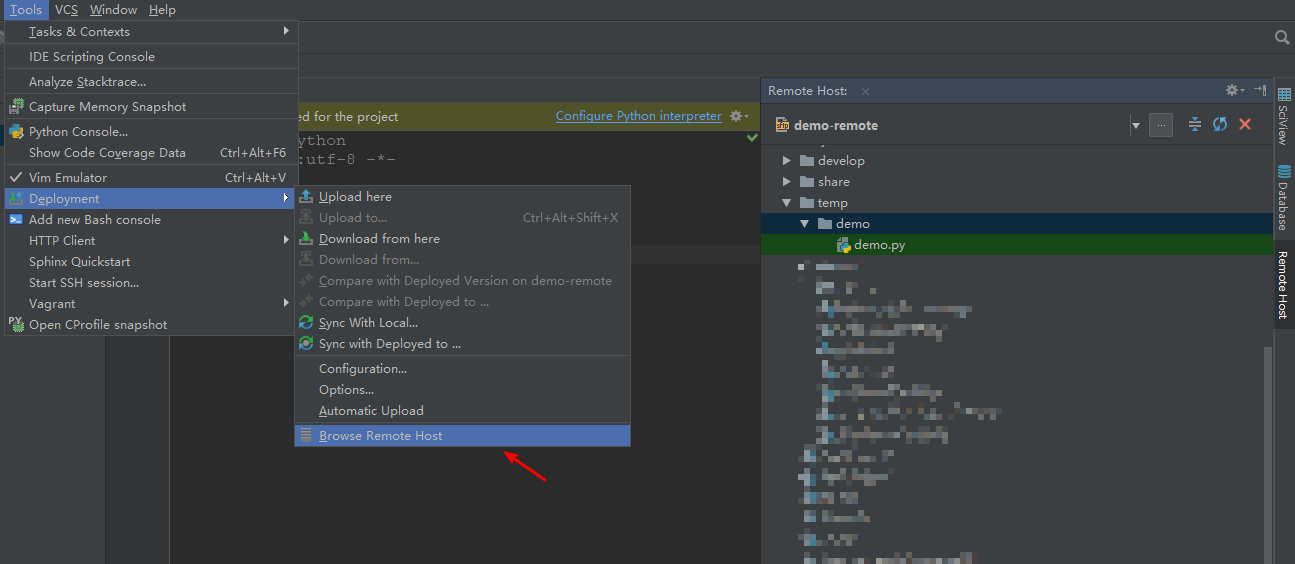 Tools VCS Window Help
Tasks & Contexts
IDE Scripting Console
Analyze Stacktrace...
Capture Memory Snapshot
Python Console...
Show Code Coverage Data Ctrl+Alt+F6
Vim Emulator Ctrl+Alt+V
Deployment
Add new Bash console
HTTP Client
Sphinx Quickstart
Start SSH session...
Vagrant
Open CProfile snapshot
ed for the project Configure Python interpreter
ython
:utf-8 -*-
Upload here
Upload to... Ctrl+Alt+Shift+X
Download from here
Download from...
Compare with Deployed Version on demo-remote
Compare with Deployed to ...
Sync With Local...
Sync with Deployed to ...
Configuration...
Options...
Automatic Upload
Browse Remote Host
Remote Host:
demo-remote
develop
share
temp
demo
demo.py
SciView
Database
Remote Host